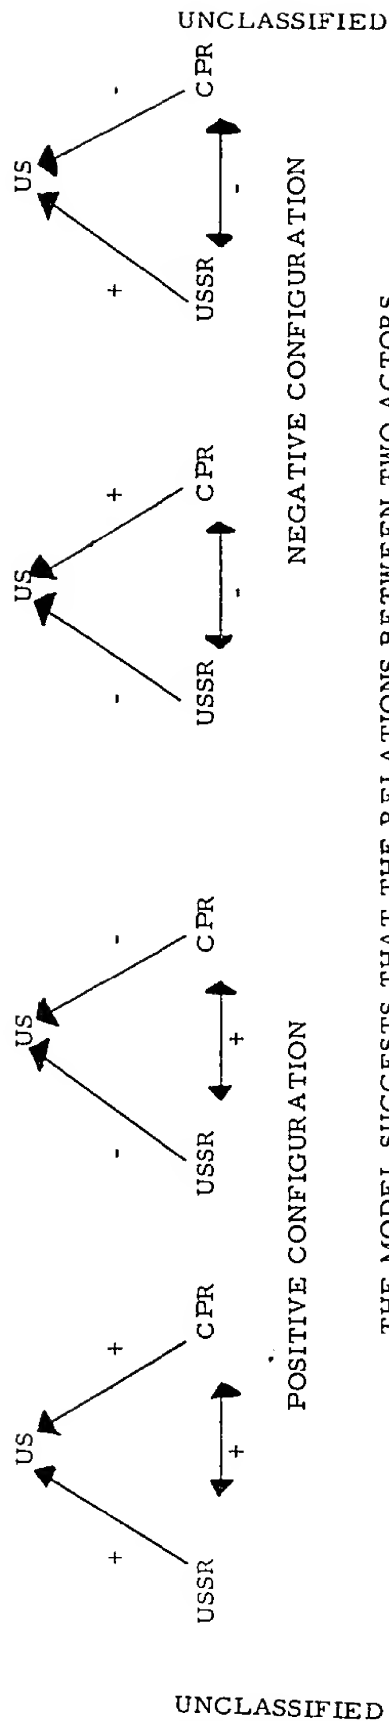 UNCLASSIFIED
US US US US
+ + - - - + + -
USSR CPR USSR CPR USSR CPR USSR CPR
+ + - -
POSITIVE CONFIGURATION NEGATIVE CONFIGURATION
THE MODEL SUGGESTS THAT THE RELATIONS BETWEEN TWO ACTORS
UNCLASSIFIED